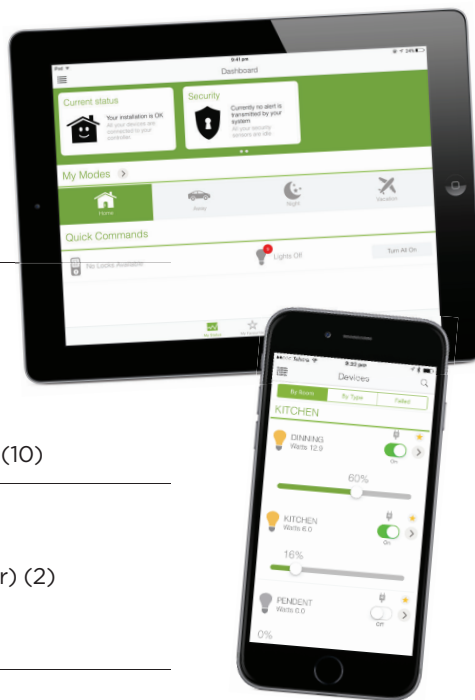 iPad
9:41 pm
24%
Dashboard
Current status
Your installation is OK
All your devices are
connected to your
controller.
Security
Currently no alert is
transmitted by your
system
All your security
sensors are idle.
My Modes
Home
Away
Night
Vacation
Quick Commands
No Locks Available
Lights Off
Turn All On
(10)
r) (2)
Telstra
9:30 pm
Devices
By Room
By Type
Failed
KITCHEN
DINNING
Watts 12.9
On
60%
KITCHEN
Watts 6.0
On
16%
PENDENT
Watts 0.0
Off
0%